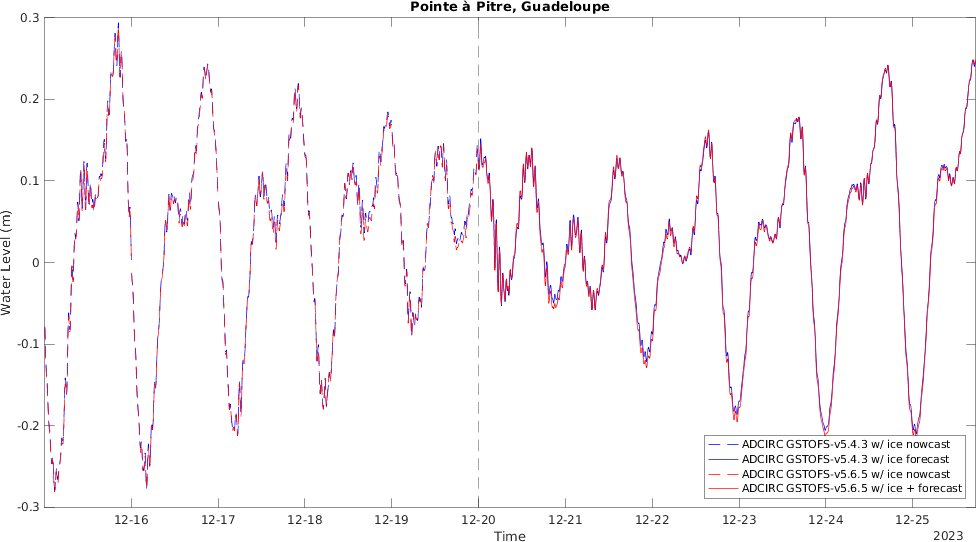 Pointe à Pitre, Guadeloupe
0.3
0.2
0.1
0
-0.1
-0.2
-0.3
Water Level (m)
12-16 12-17 12-18 12-19 12-20 12-21 12-22 12-23 12-24 12-25
Time
2023
ADCIRC GSTOFS-v5.4.3 w/ ice nowcast
ADCIRC GSTOFS-v5.4.3 w/ ice forecast
ADCIRC GSTOFS-v5.6.5 w/ ice nowcast
ADCIRC GSTOFS-v5.6.5 w/ ice + forecast